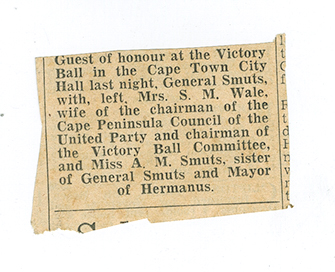 Guest of honour at the Victory
Ball in the Cape Town City
Hall last night, General Smuts,
with, left, Mrs. S. M. Wale,
wife of the chairman of the
Cape Peninsula Council of the
United Party and chairman of
the Victory Ball Committee,
and Miss A. M. Smuts, sister
of General Smuts and Mayor
of Hermanus.